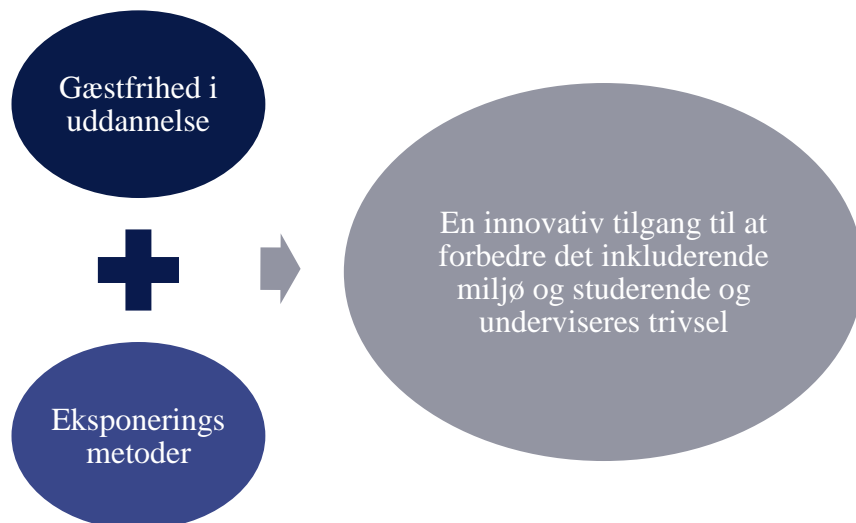 Gæstfrihed i
uddannelse
Eksponerings
metoder
En innovativ tilgang til at
forbedre det inkluderende
miljø og studerende og
underviseres trivsel